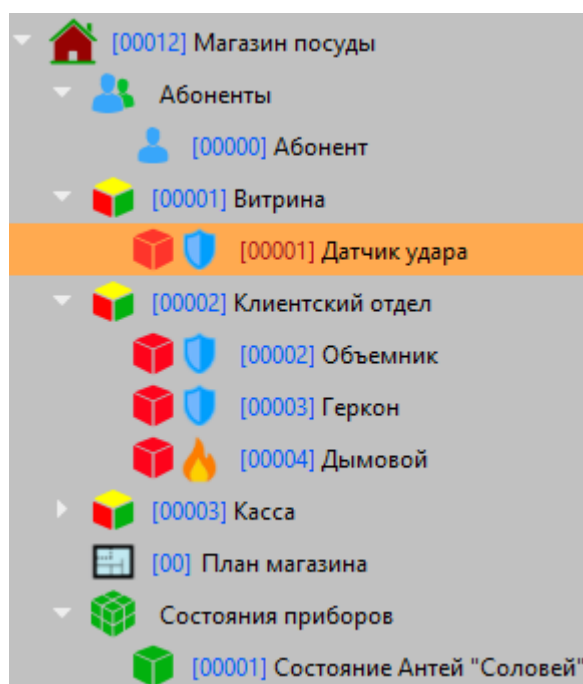 [00012] Магазин посуды
Абоненты
[00000] Абонент
[00001] Витрина
[00001] Датчик удара
[00002] Клиентский отдел
[00002] Объемник
[00003] Геркон
[00004] Дымовой
[00003] Касса
[00] План магазина
Состояния приборов
[00001] Состояние Антей "Соловей"